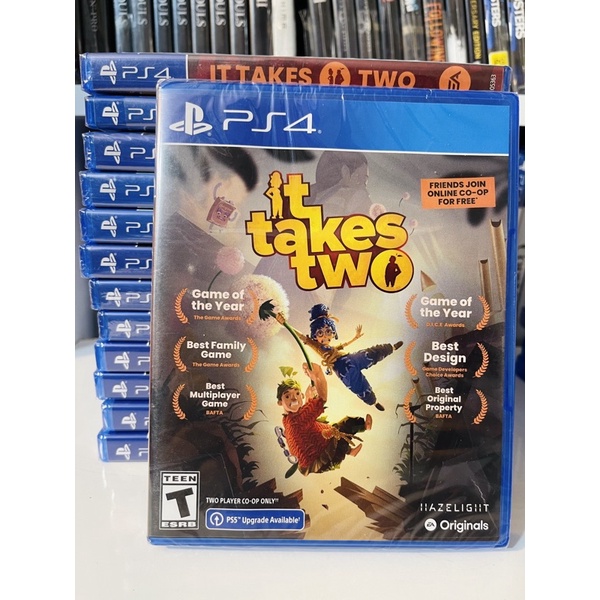 PS4
IT TAKES TWO
EA
PS4
FRIENDS JOIN
ONLINE CO-OP
FOR FREE*
it
takes
two
Game of
the Year
The Game Awards
Game of
the Year
D.I.C.E Awards
Best Family
Game
The Game Awards
Best
Design
Game Developers
Choice Awards
Best
Multiplayer
Game
BAFTA
Best
Original
Property
BAFTA
TEEN
T
ESRB
TWO PLAYER CO-OP ONLY
PS5 Upgrade Available
HAZELIGHT
EA Originals